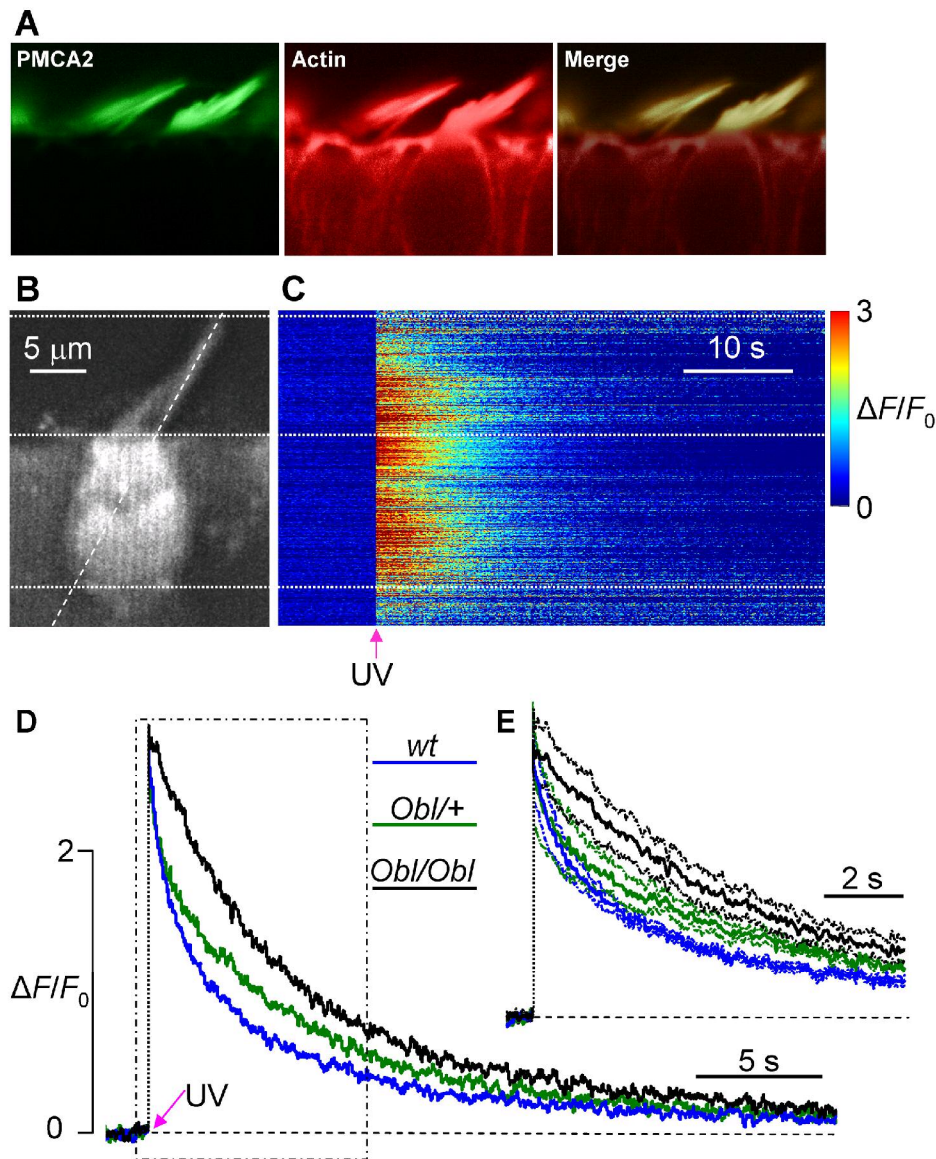 A
PMCA2
Actin
Merge
B
C
5 μm
10 s
3
ΔF/F0
0
UV
D
E
wt
Obl/+
Obl/Obl
2 s
2
ΔF/F0
5 s
UV
0